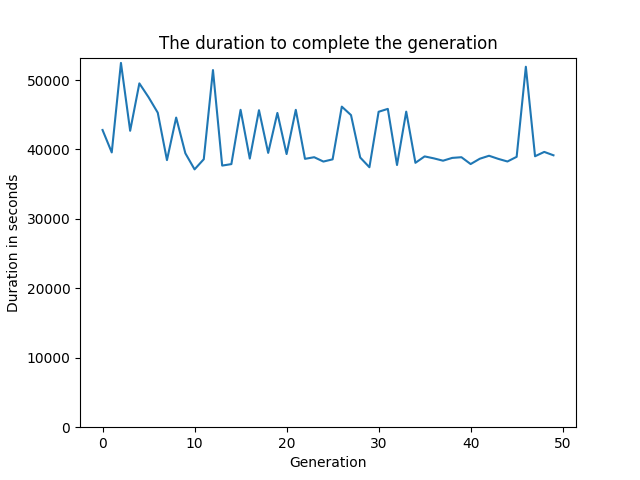 The duration to complete the generation
50000
40000
30000
20000
10000
0
Duration in seconds
0 10 20 30 40 50
Generation